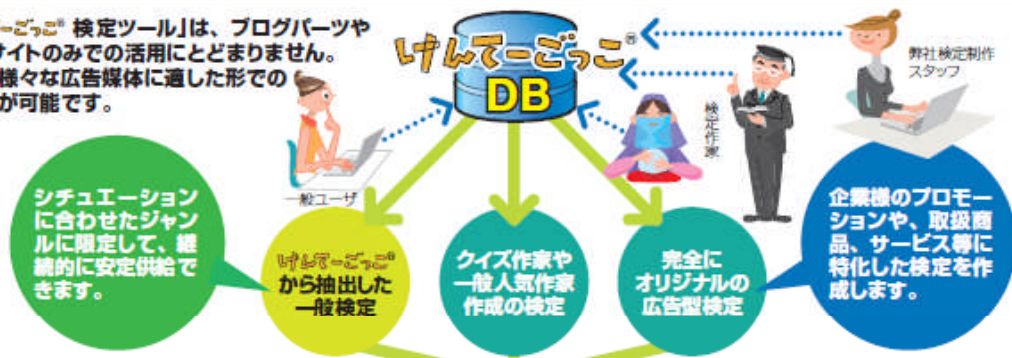 ーごっこ® 検定ツール」は、ブログパーツや
サイトのみでの活用にとどまりません。
様々な広告媒体に適した形での
が可能です。
げんてーごっこ®
DB
弊社検定制作
スタッフ
検定作家
一般ユーザ
シチュエーション
に合わせたジャン
ルに限定して、継
続的に安定供給で
きます。
げんてーごっこ®
から抽出した
一般検定
クイズ作家や
一般人気作家
作成の検定
完全に
オリジナルの
広告型検定
企業様のプロモー
ションや、取扱商
品、サービス等に
特化した検定を作
成します。